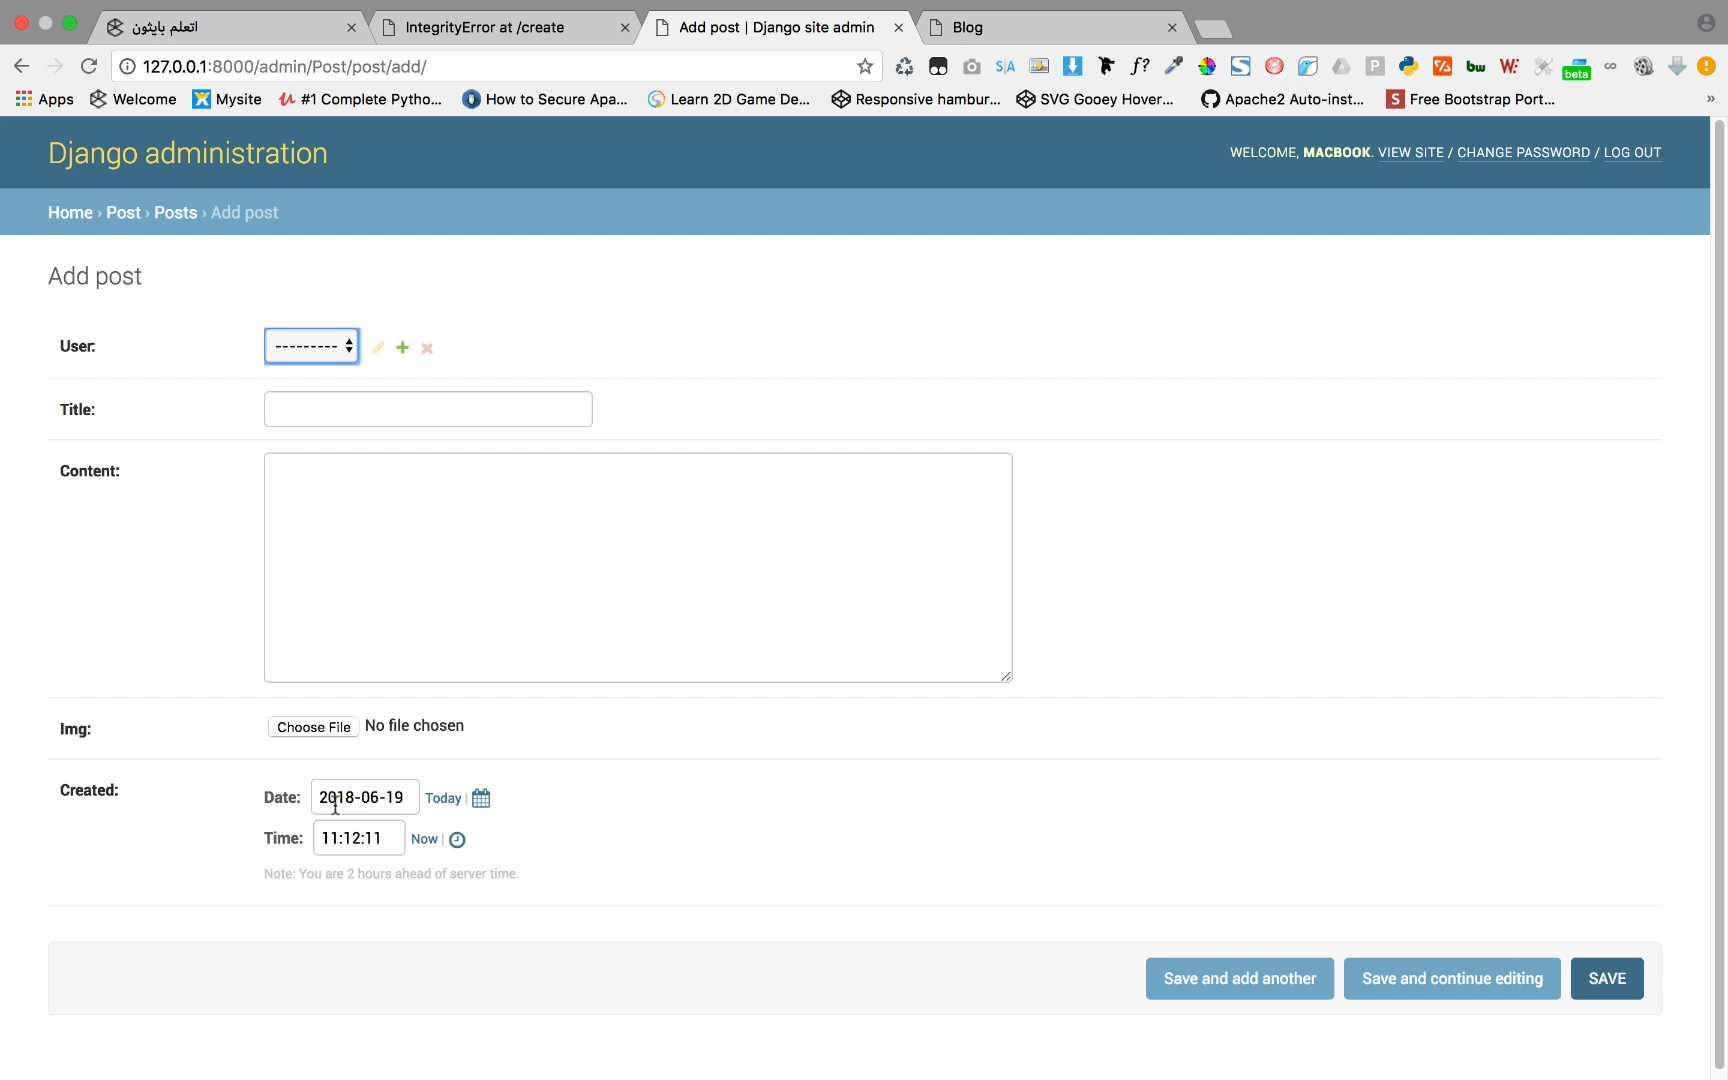 اتعلم بايثون
IntegrityError at /create
Add post | Django site admin
Blog
127.0.0.1:8000/admin/Post/post/add/
S|A
f?
S
P
bw
W
beta
Apps
Welcome
Mysite
#1 Complete Pytho...
How to Secure Apa...
Learn 2D Game De...
Responsive hambur...
SVG Gooey Hover...
Apache2 Auto-inst...
S Free Bootstrap Port...
»
Django administration
WELCOME, MACBOOK. VIEW SITE / CHANGE PASSWORD / LOG OUT
Home › Post › Posts › Add post
Add post
User:
---------
Title:
Content:
Img:
Choose File No file chosen
Created:
Date: 2018-06-19 Today |
Time: 11:12:11 Now |
Note: You are 2 hours ahead of server time.
Save and add another
Save and continue editing
SAVE